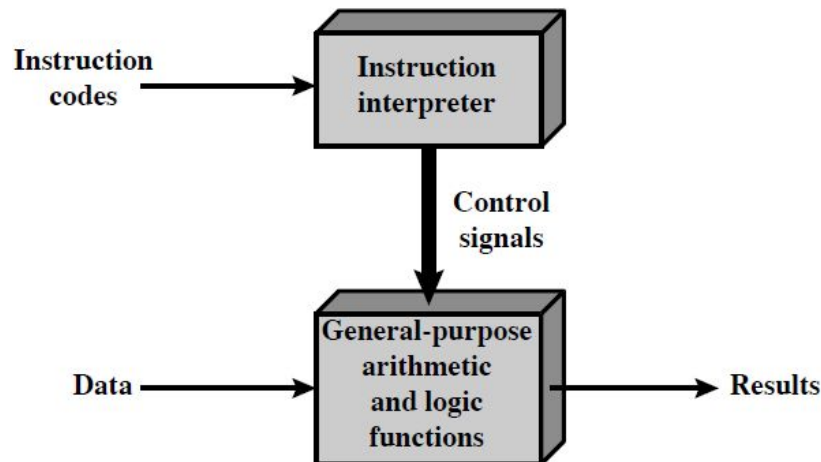 Instruction
codes
Instruction
interpreter
Control
signals
General-purpose
arithmetic
and logic
functions
Data
Results